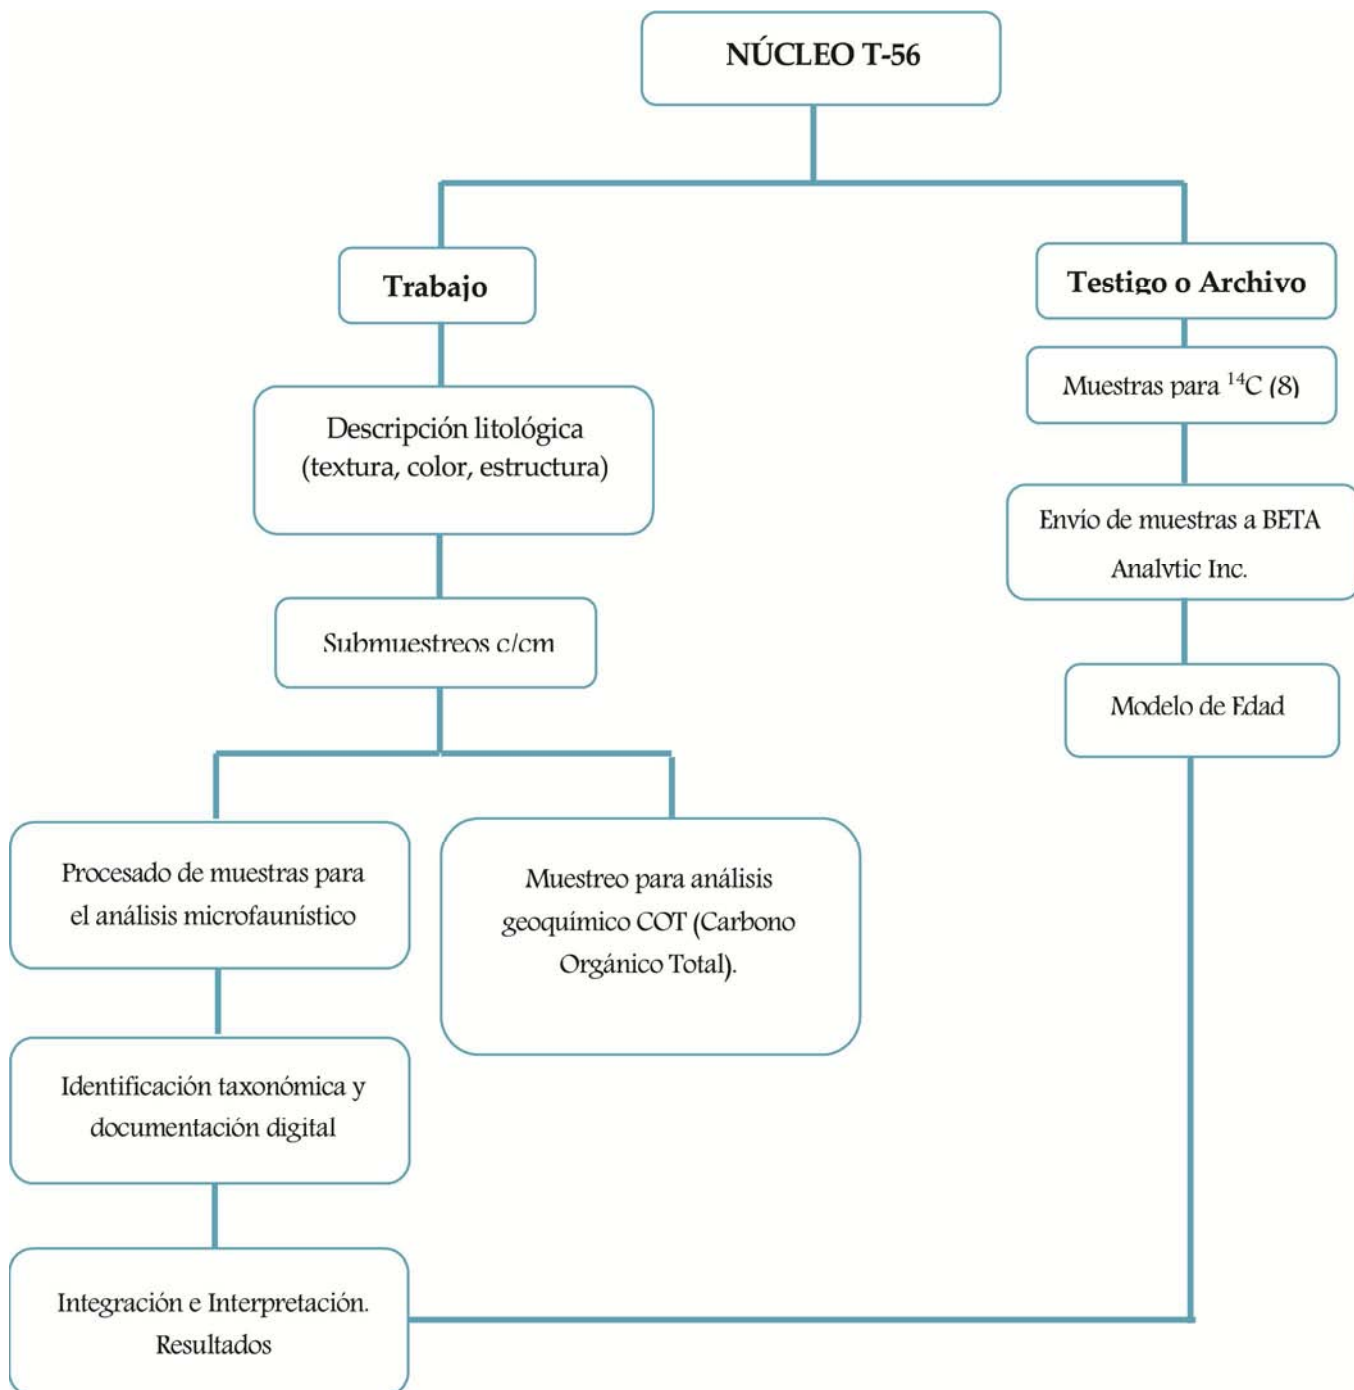 NÚCLEO T-56
Trabajo
Testigo o Archivo
Descripción litológica
(textura, color, estructura)
Muestras para ¹⁴C (8)
Submuestreos c/cm
Envío de muestras a BETA
Analytic Inc.
Modelo de Edad
Procesado de muestras para
el análisis microfaunístico
Muestreo para análisis
geoquímico COT (Carbono
Orgánico Total).
Identificación taxonómica y
documentación digital
Integración e Interpretación.
Resultados